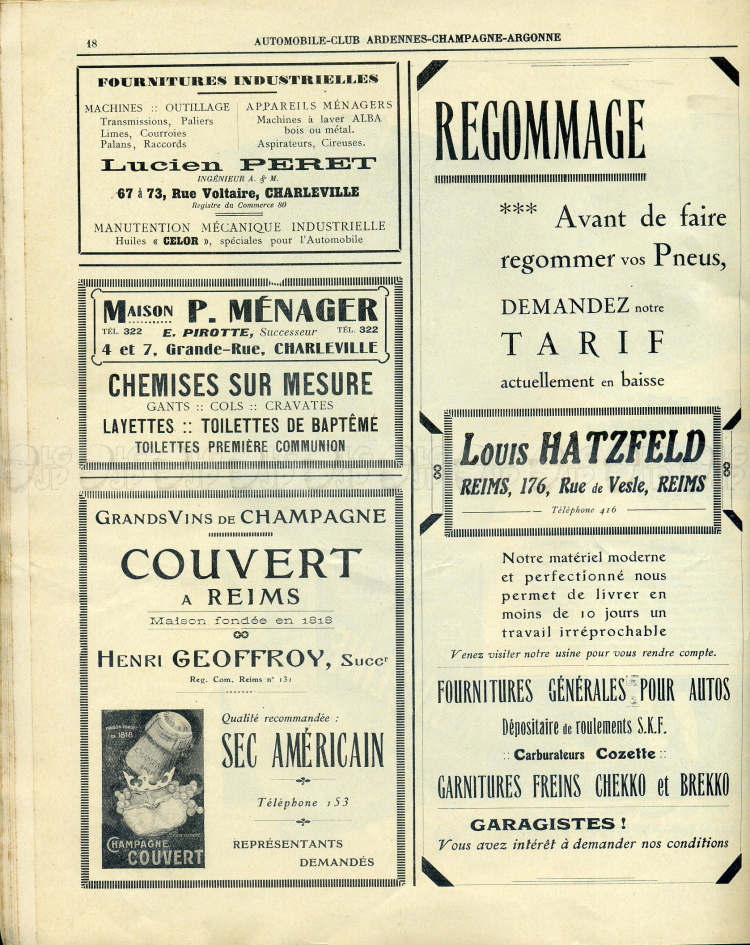 18
AUTOMOBILE-CLUB ARDENNES-CHAMPAGNE-ARGONNE
FOURNITURES INDUSTRIELLES
MACHINES :: OUTILLAGE
Transmissions, Paliers
Limes, Courroies
Palans, Raccords
APPAREILS MÉNAGERS
Machines à laver ALBA
bois ou métal.
Aspirateurs, Cireuses.
Lucien PERET
INGÉNIEUR A. & M.
67 à 73, Rue Voltaire, CHARLEVILLE
Registre du Commerce 80
MANUTENTION MÉCANIQUE INDUSTRIELLE
Huiles « CELOR », spéciales pour l'Automobile
MAISON P. MÉNAGER
TÉL. 322 E. PIROTTE, Successeur TÉL. 322
4 et 7, Grande-Rue, CHARLEVILLE
CHEMISES SUR MESURE
GANTS :: COLS :: CRAVATES
LAYETTES :: TOILETTES DE BAPTÊME
TOILETTES PREMIÈRE COMMUNION
GRANDS VINS DE CHAMPAGNE
COUVERT
A REIMS
Maison fondée en 1818
HENRI GEOFFROY, Succr
Reg. Com. Reims n° 131
MAISON FONDÉE
EN 1818
CHAMPAGNE
COUVERT
Qualité recommandée :
SEC AMÉRICAIN
Téléphone 153
REPRÉSENTANTS
DEMANDÉS
REGOMMAGE
*** Avant de faire
regommer vos Pneus,
DEMANDEZ notre
TARIF
actuellement en baisse
LOUIS HATZFELD
REIMS, 176, Rue de Vesle, REIMS
Téléphone 416
Notre matériel moderne
et perfectionné nous
permet de livrer en
moins de 10 jours un
travail irréprochable
Venez visiter notre usine pour vous rendre compte.
FOURNITURES GÉNÉRALES POUR AUTOS
Dépositaire de roulements S.K.F.
:: Carburateurs Cozette ::
GARNITURES FREINS CHEKKO et BREKKO
GARAGISTES !
Vous avez intérêt à demander nos conditions